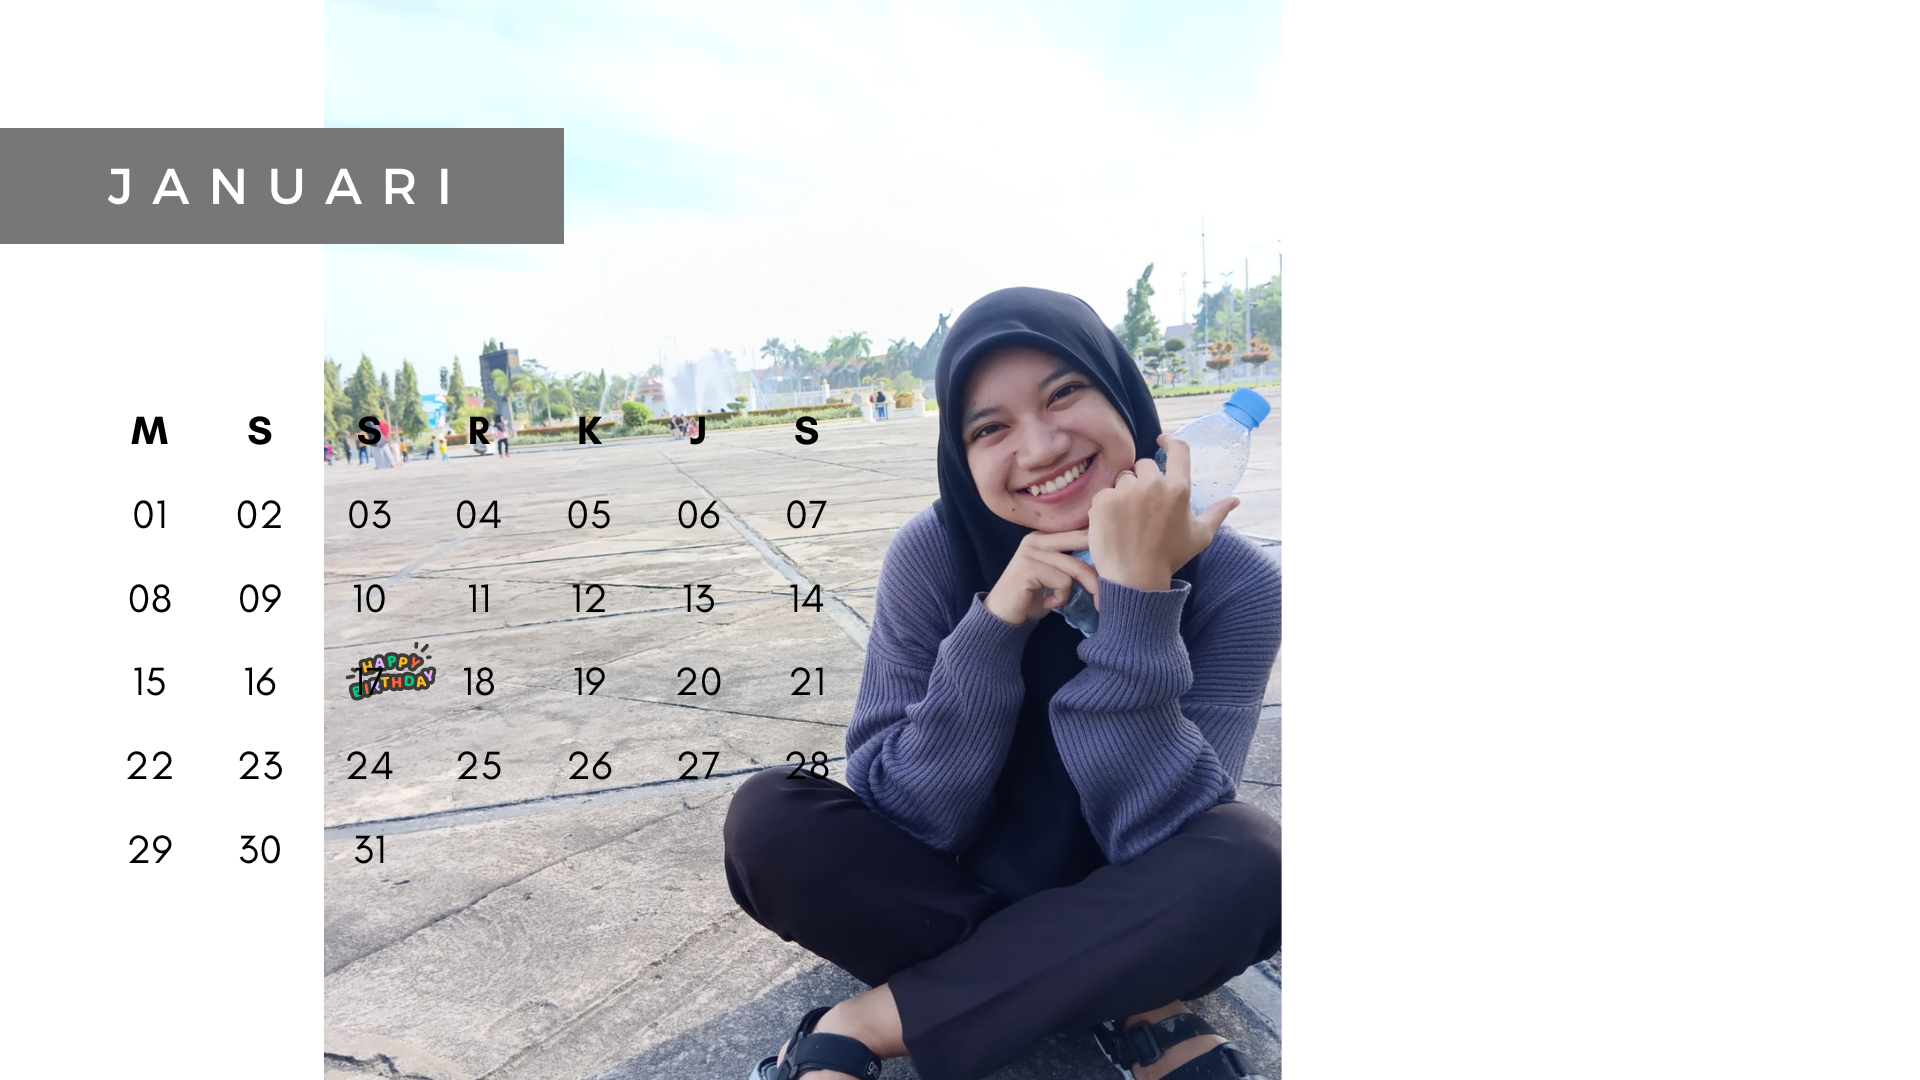 JANUARI
M S S R K J S
01 02 03 04 05 06 07
08 09 10 11 12 13 14
HAPPY
BIRTHDAY
15 16 17 18 19 20 21
22 23 24 25 26 27 28
29 30 31